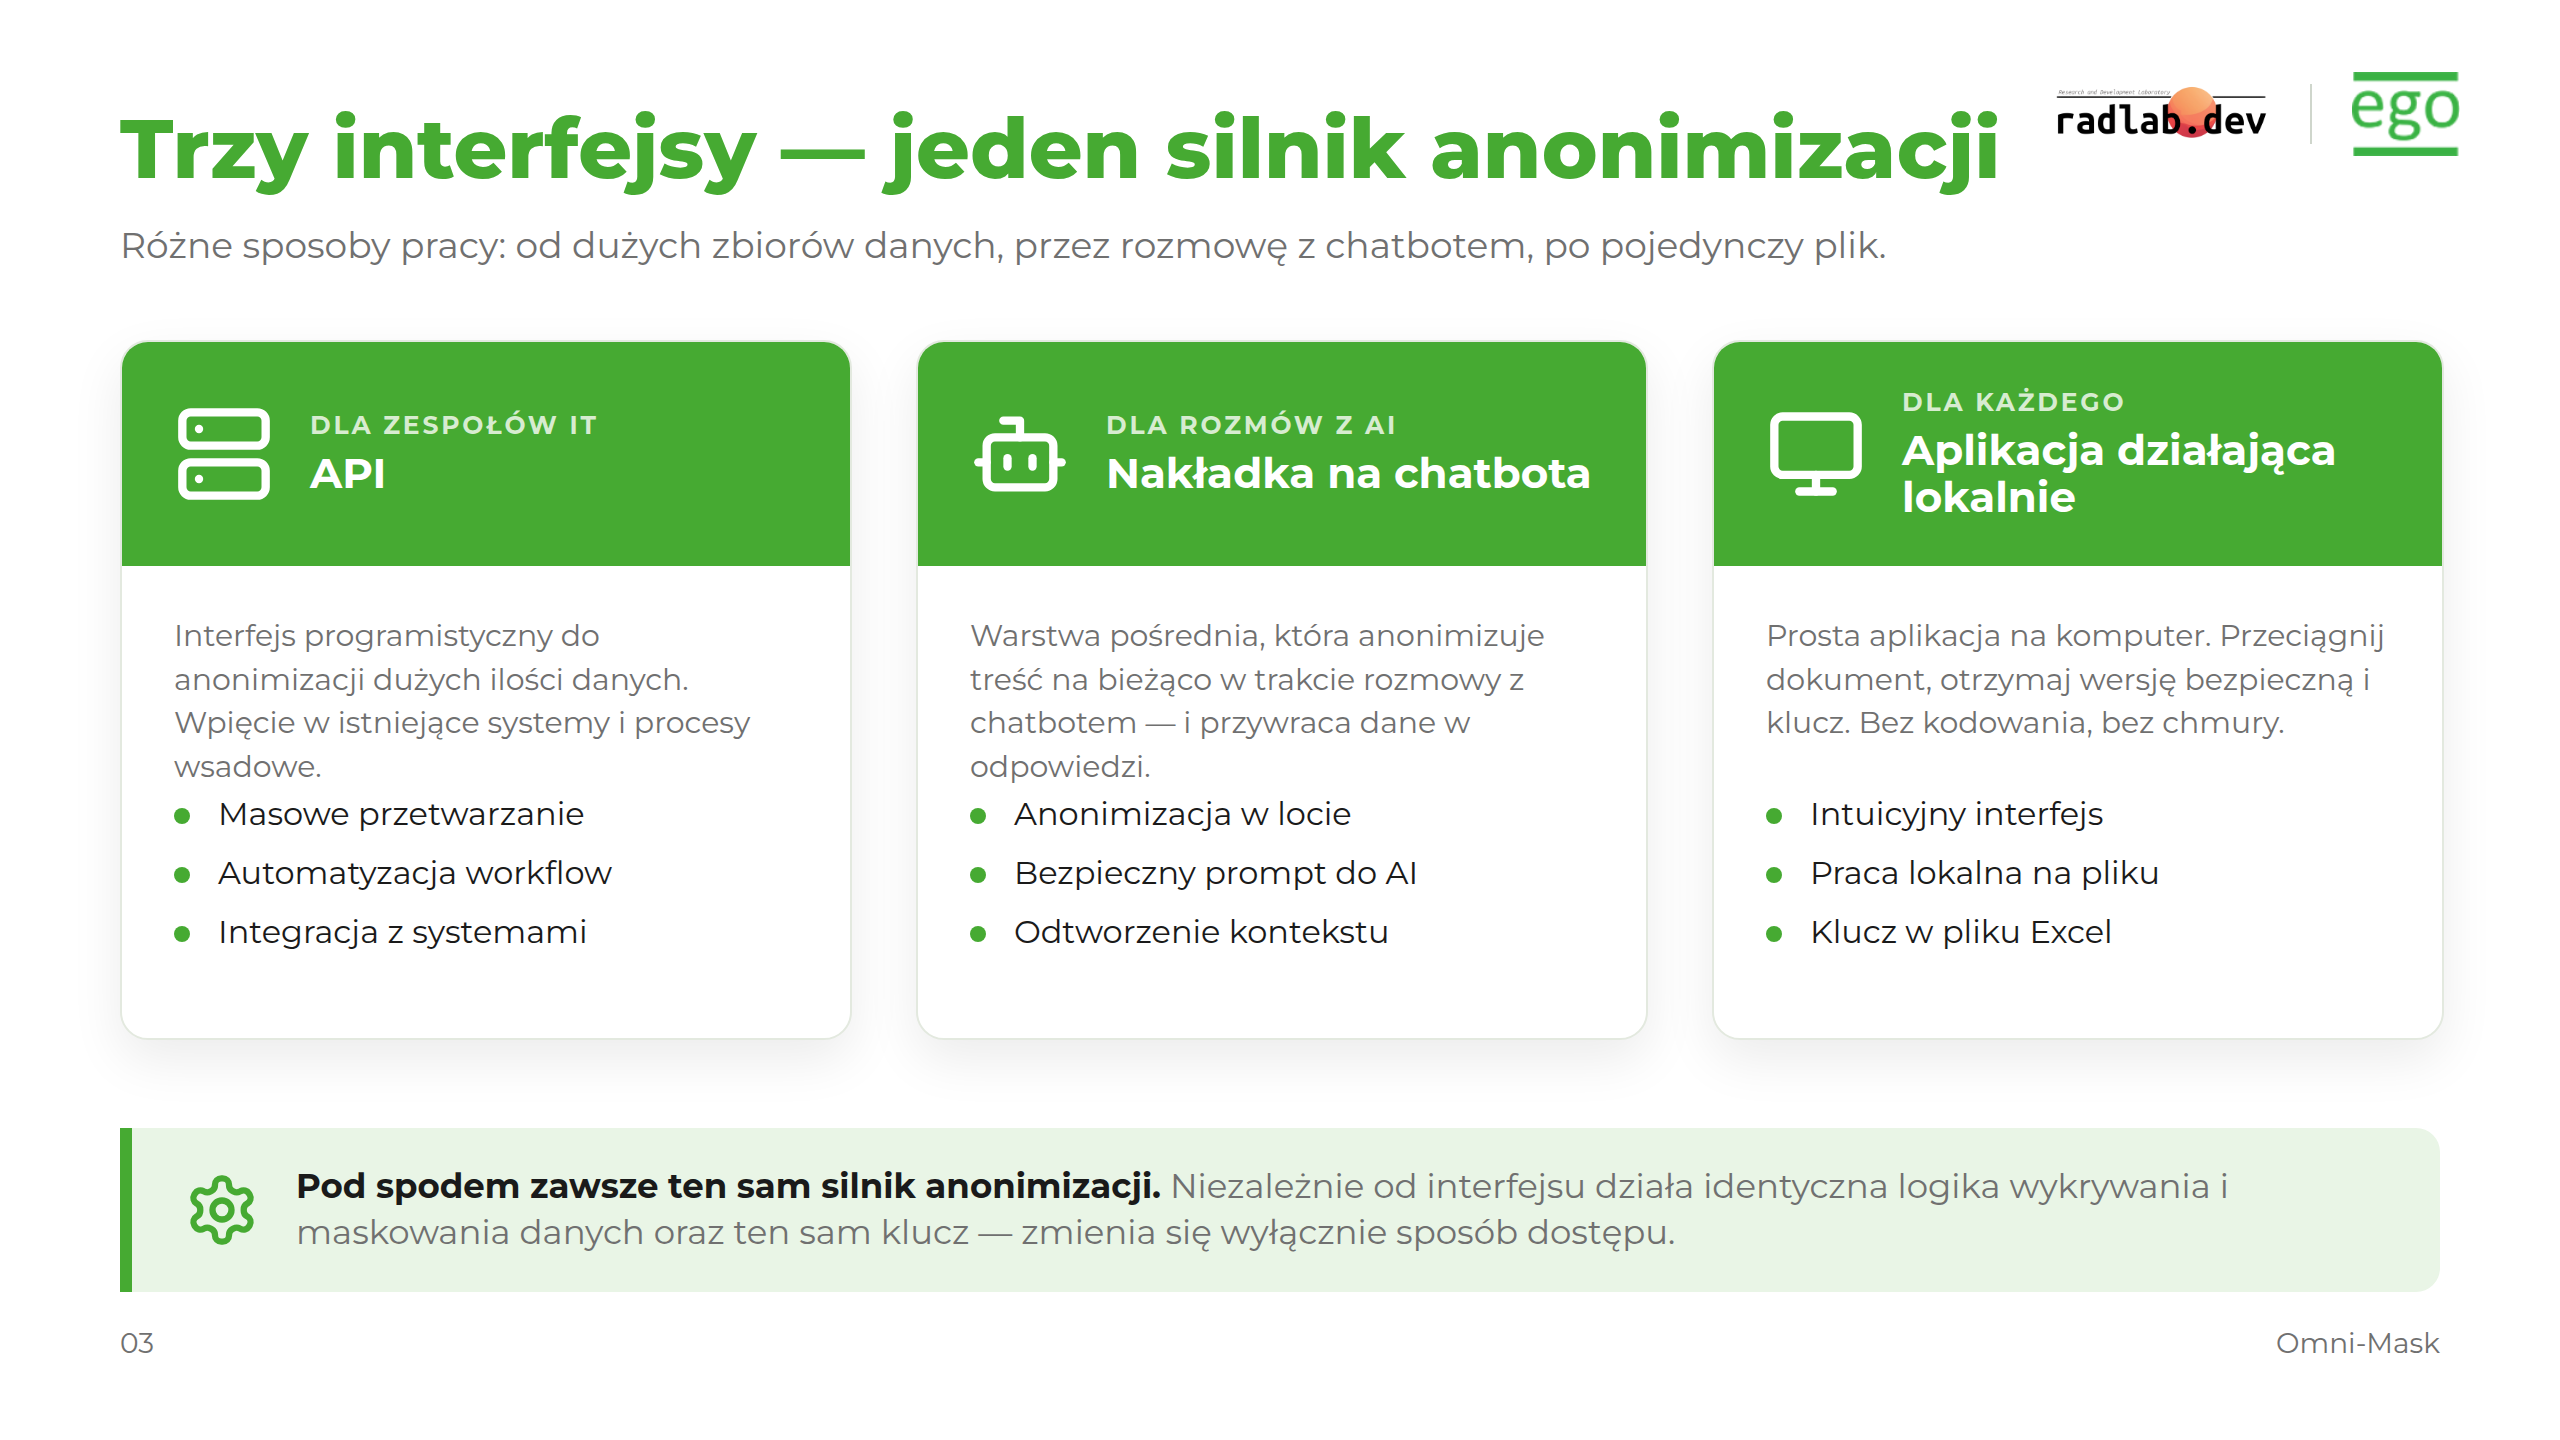 Trzy interfejsy — jeden silnik anonimizacji
Research and Development Laboratory
radlab.dev
ego
Różne sposoby pracy: od dużych zbiorów danych, przez rozmowę z chatbotem, po pojedynczy plik.
DLA ZESPOŁÓW IT
API
Interfejs programistyczny do
anonimizacji dużych ilości danych.
Wpięcie w istniejące systemy i procesy
wsadowe.
Masowe przetwarzanie
Automatyzacja workflow
Integracja z systemami
DLA ROZMÓW Z AI
Nakładka na chatbota
Warstwa pośrednia, która anonimizuje
treść na bieżąco w trakcie rozmowy z
chatbotem — i przywraca dane w
odpowiedzi.
Anonimizacja w locie
Bezpieczny prompt do AI
Odtworzenie kontekstu
DLA KAŻDEGO
Aplikacja działająca
lokalnie
Prosta aplikacja na komputer. Przeciągnij
dokument, otrzymaj wersję bezpieczną i
klucz. Bez kodowania, bez chmury.
Intuicyjny interfejs
Praca lokalna na pliku
Klucz w pliku Excel
Pod spodem zawsze ten sam silnik anonimizacji. Niezależnie od interfejsu działa identyczna logika wykrywania i
maskowania danych oraz ten sam klucz — zmienia się wyłącznie sposób dostępu.
03
Omni-Mask